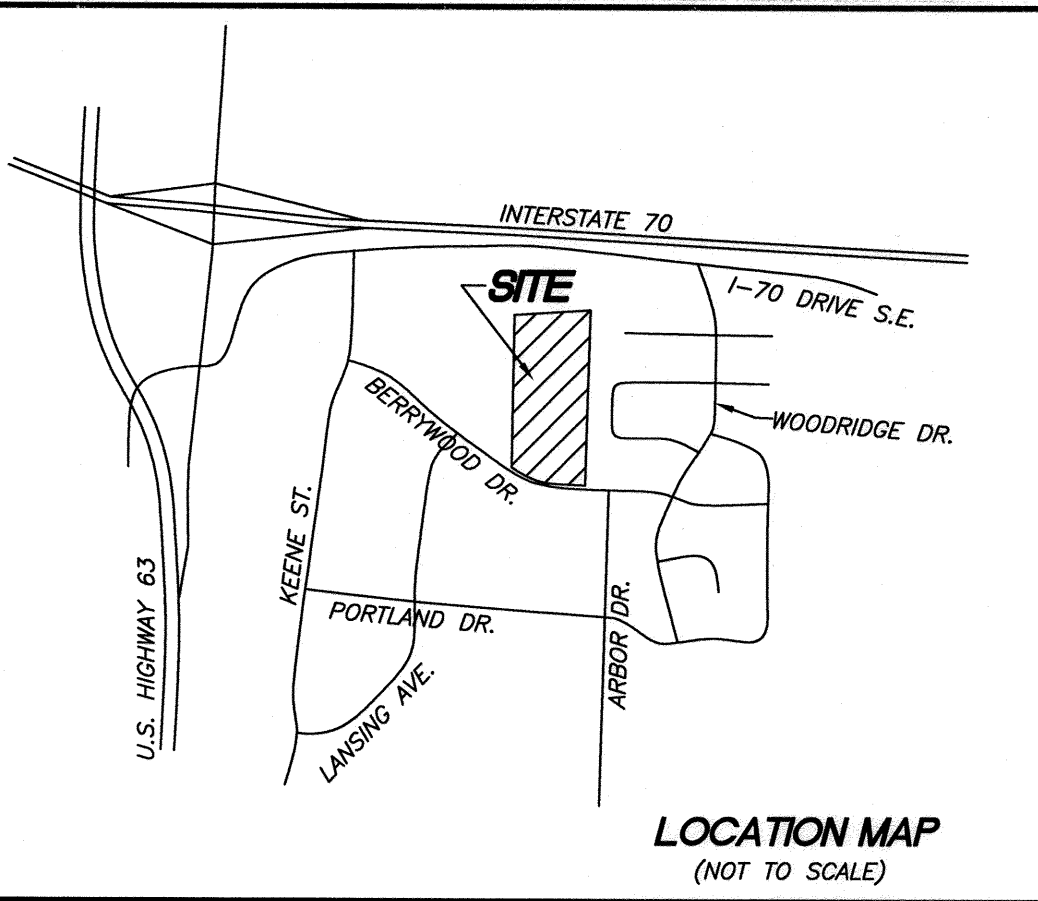 INTERSTATE 70
SITE
I-70 DRIVE S.E.
BERRYWOOD DR.
WOODRIDGE DR.
KEENE ST.
U.S. HIGHWAY 63
PORTLAND DR.
ARBOR DR.
LANSING AVE.
LOCATION MAP
(NOT TO SCALE)